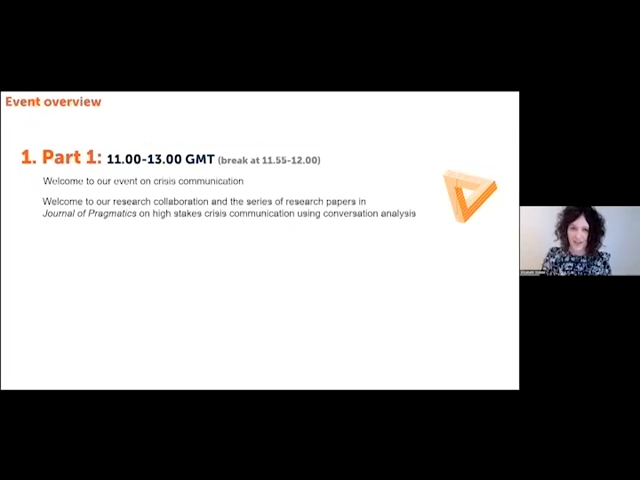 Event overview
1. Part 1: 11.00-13.00 GMT (break at 11.55-12.00)
Welcome to our event on crisis communication
Welcome to our research collaboration and the series of research papers in
Journal of Pragmatics on high stakes crisis communication using conversation analysis